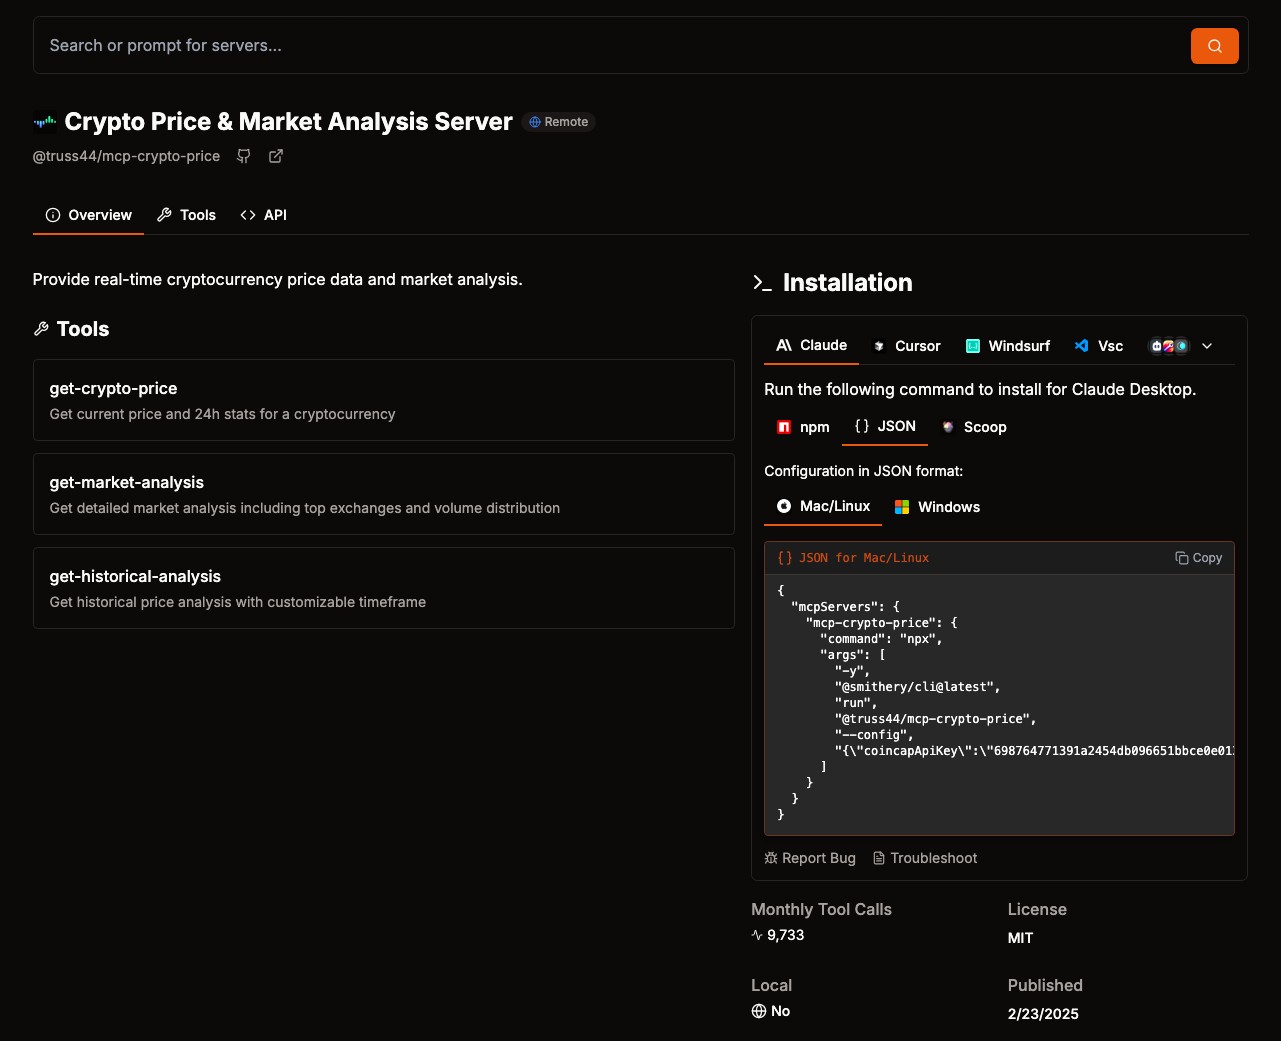 Search or prompt for servers...
Crypto Price & Market Analysis Server
Remote
@truss44/mcp-crypto-price
Overview
Tools
API
Provide real-time cryptocurrency price data and market analysis.
Tools
get-crypto-price
Get current price and 24h stats for a cryptocurrency
get-market-analysis
Get detailed market analysis including top exchanges and volume distribution
get-historical-analysis
Get historical price analysis with customizable timeframe
>_ Installation
Claude
Cursor
Windsurf
Vsc
Run the following command to install for Claude Desktop.
npm
{ } JSON
Scoop
Configuration in JSON format:
Mac/Linux
Windows
{} JSON for Mac/Linux
Copy
{
  "mcpServers": {
    "mcp-crypto-price": {
      "command": "npx",
      "args": [
        "-y",
        "@smithery/cli@latest",
        "run",
        "@truss44/mcp-crypto-price",
        "--config",
        "{\"coincapApiKey\":\"698764771391a2454db096651bbce0e01
      ]
    }
  }
}
Report Bug
Troubleshoot
Monthly Tool Calls
9,733
License
MIT
Local
No
Published
2/23/2025